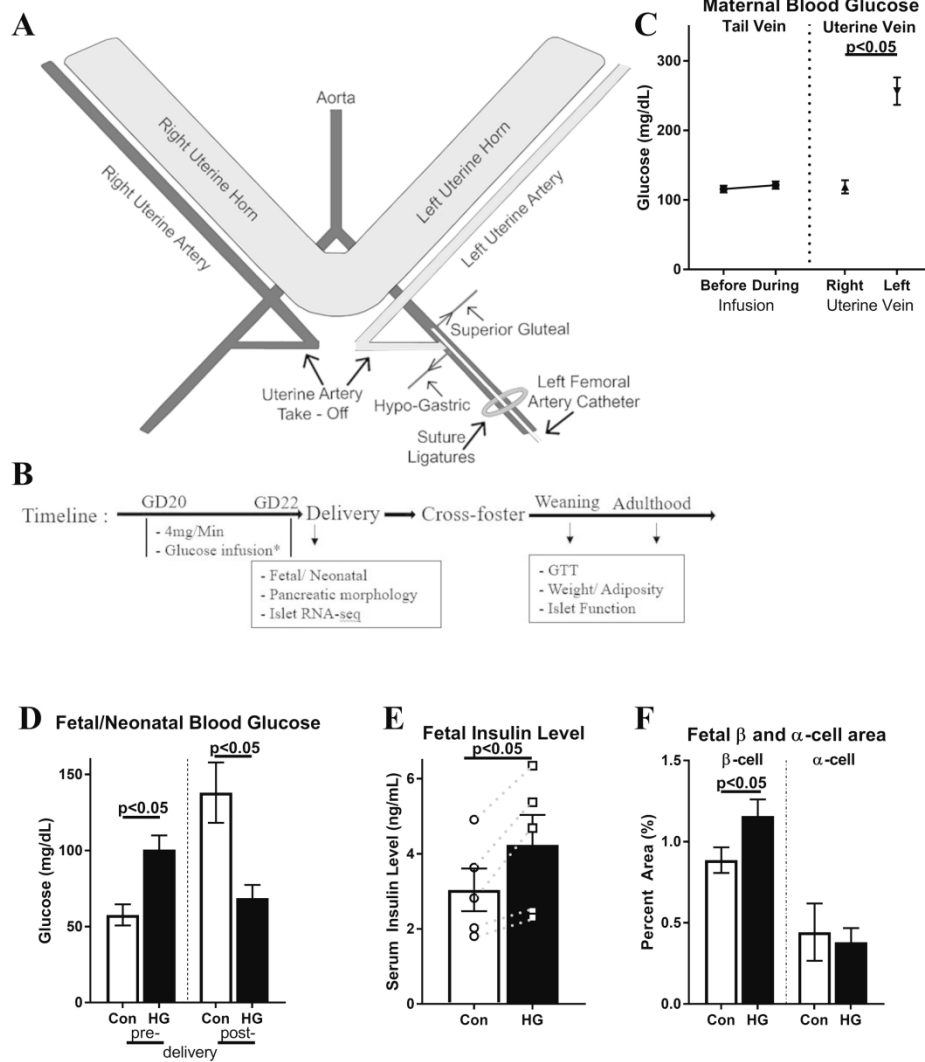 A
Aorta
Right Uterine Horn
Left Uterine Horn
Right Uterine Artery
Left Uterine Artery
Superior Gluteal
Uterine Artery
Take - Off
Hypo-Gastric
Left Femoral
Artery Catheter
Suture
Ligatures
C
Maternal Blood Glucose
Tail Vein
Uterine Vein
p<0.05
Glucose (mg/dL)
300
200
100
0
Before During
Right Left
Infusion
Uterine Vein
B
Timeline :
GD20
GD22
Delivery
Cross-foster
Weaning
Adulthood
- 4mg/Min
- Glucose infusion*
- Fetal/ Neonatal
- Pancreatic morphology
- Islet RNA-seq
- GTT
- Weight/ Adiposity
- Islet Function
D
Fetal/Neonatal Blood Glucose
p<0.05
p<0.05
Glucose (mg/dL)
150
100
50
0
Con HG
Con HG
pre-
post-
delivery
E
Fetal Insulin Level
p<0.05
Serum Insulin Level (ng/mL)
6
4
2
0
Con
HG
F
Fetal β and α-cell area
β-cell
α-cell
p<0.05
Percent Area (%)
1.0
0.5
0.0
Con HG
Con HG